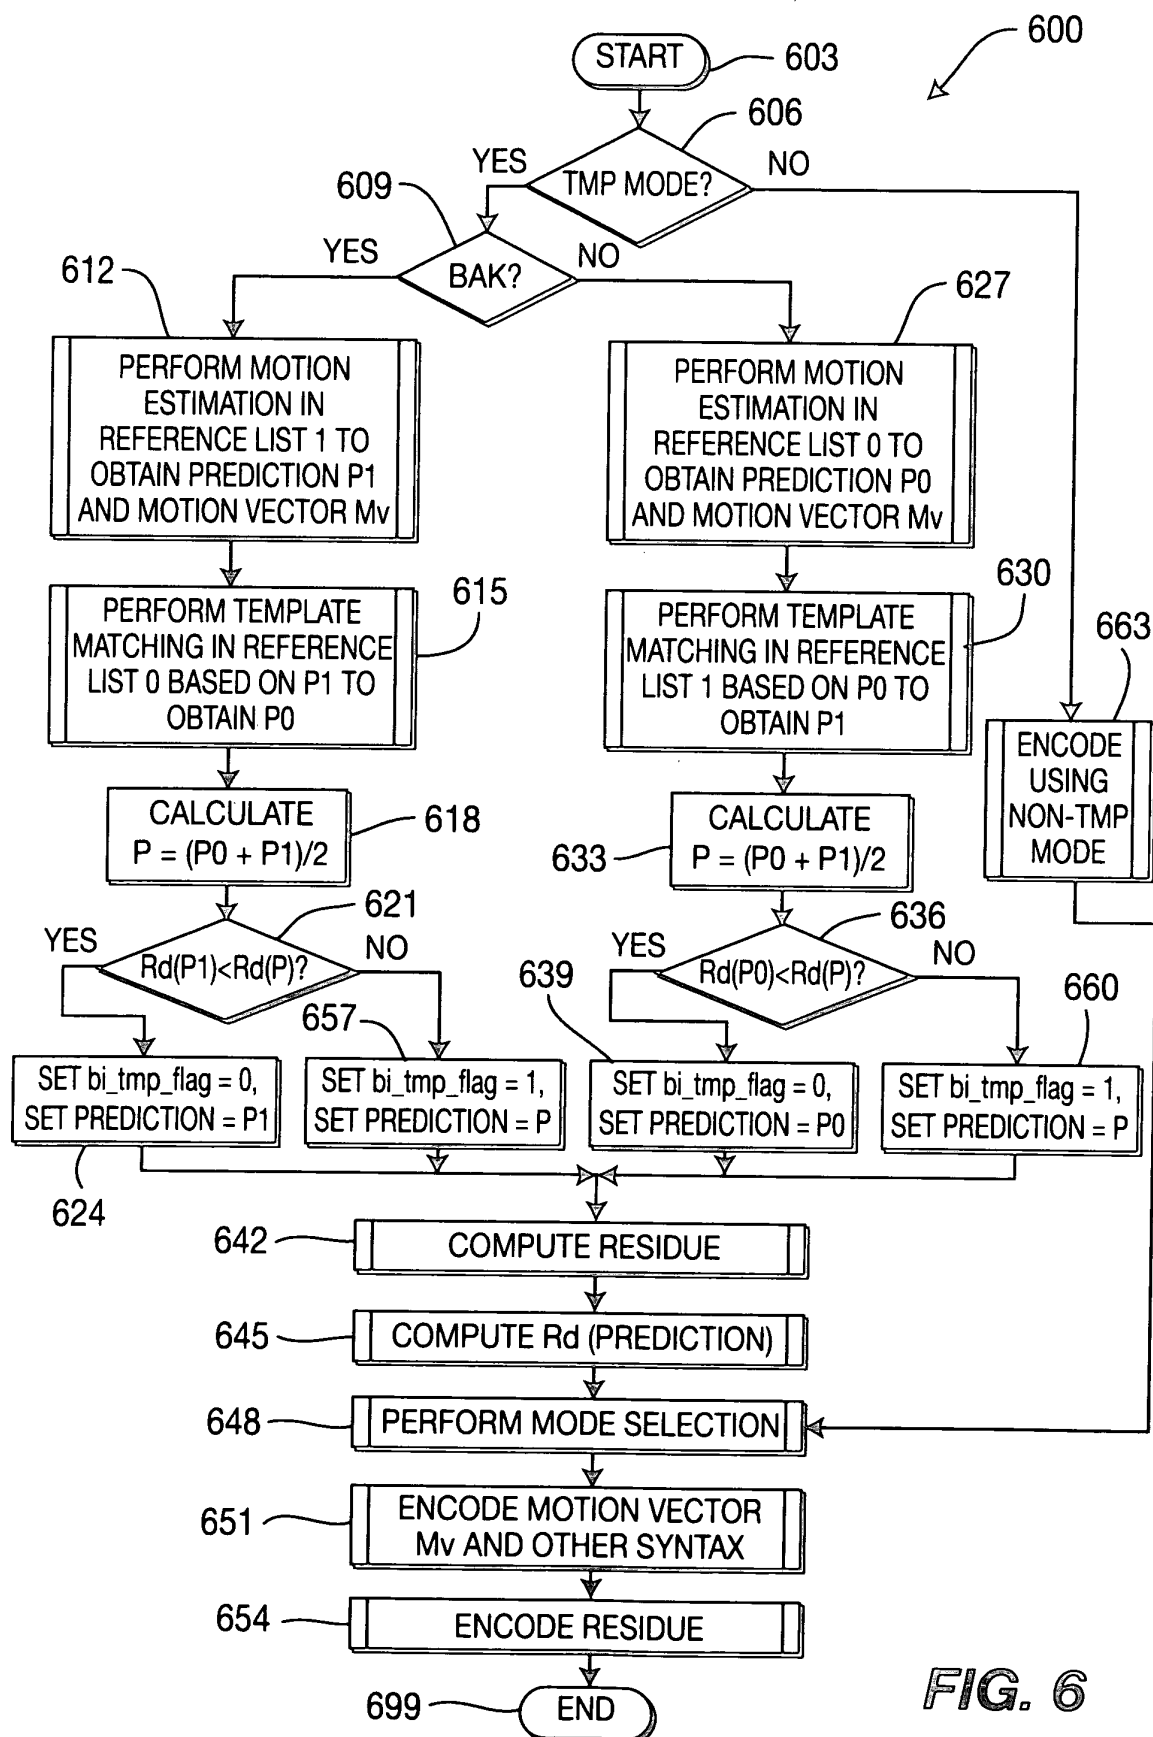 600
START
603
606
YES
NO
TMP MODE?
609
YES
NO
BAK?
612
627
PERFORM MOTION
ESTIMATION IN
REFERENCE LIST 1 TO
OBTAIN PREDICTION P1
AND MOTION VECTOR Mv
PERFORM MOTION
ESTIMATION IN
REFERENCE LIST 0 TO
OBTAIN PREDICTION P0
AND MOTION VECTOR Mv
615
PERFORM TEMPLATE
MATCHING IN REFERENCE
LIST 0 BASED ON P1 TO
OBTAIN P0
630
PERFORM TEMPLATE
MATCHING IN REFERENCE
LIST 1 BASED ON P0 TO
OBTAIN P1
663
ENCODE
USING
NON-TMP
MODE
CALCULATE
P = (P0 + P1)/2
618
633
CALCULATE
P = (P0 + P1)/2
621
YES
NO
Rd(P1)<Rd(P)?
636
YES
NO
Rd(P0)<Rd(P)?
657
639
660
SET bi_tmp_flag = 0,
SET PREDICTION = P1
SET bi_tmp_flag = 1,
SET PREDICTION = P
SET bi_tmp_flag = 0,
SET PREDICTION = P0
SET bi_tmp_flag = 1,
SET PREDICTION = P
624
642
COMPUTE RESIDUE
645
COMPUTE Rd (PREDICTION)
648
PERFORM MODE SELECTION
651
ENCODE MOTION VECTOR
Mv AND OTHER SYNTAX
654
ENCODE RESIDUE
699
END
FIG. 6